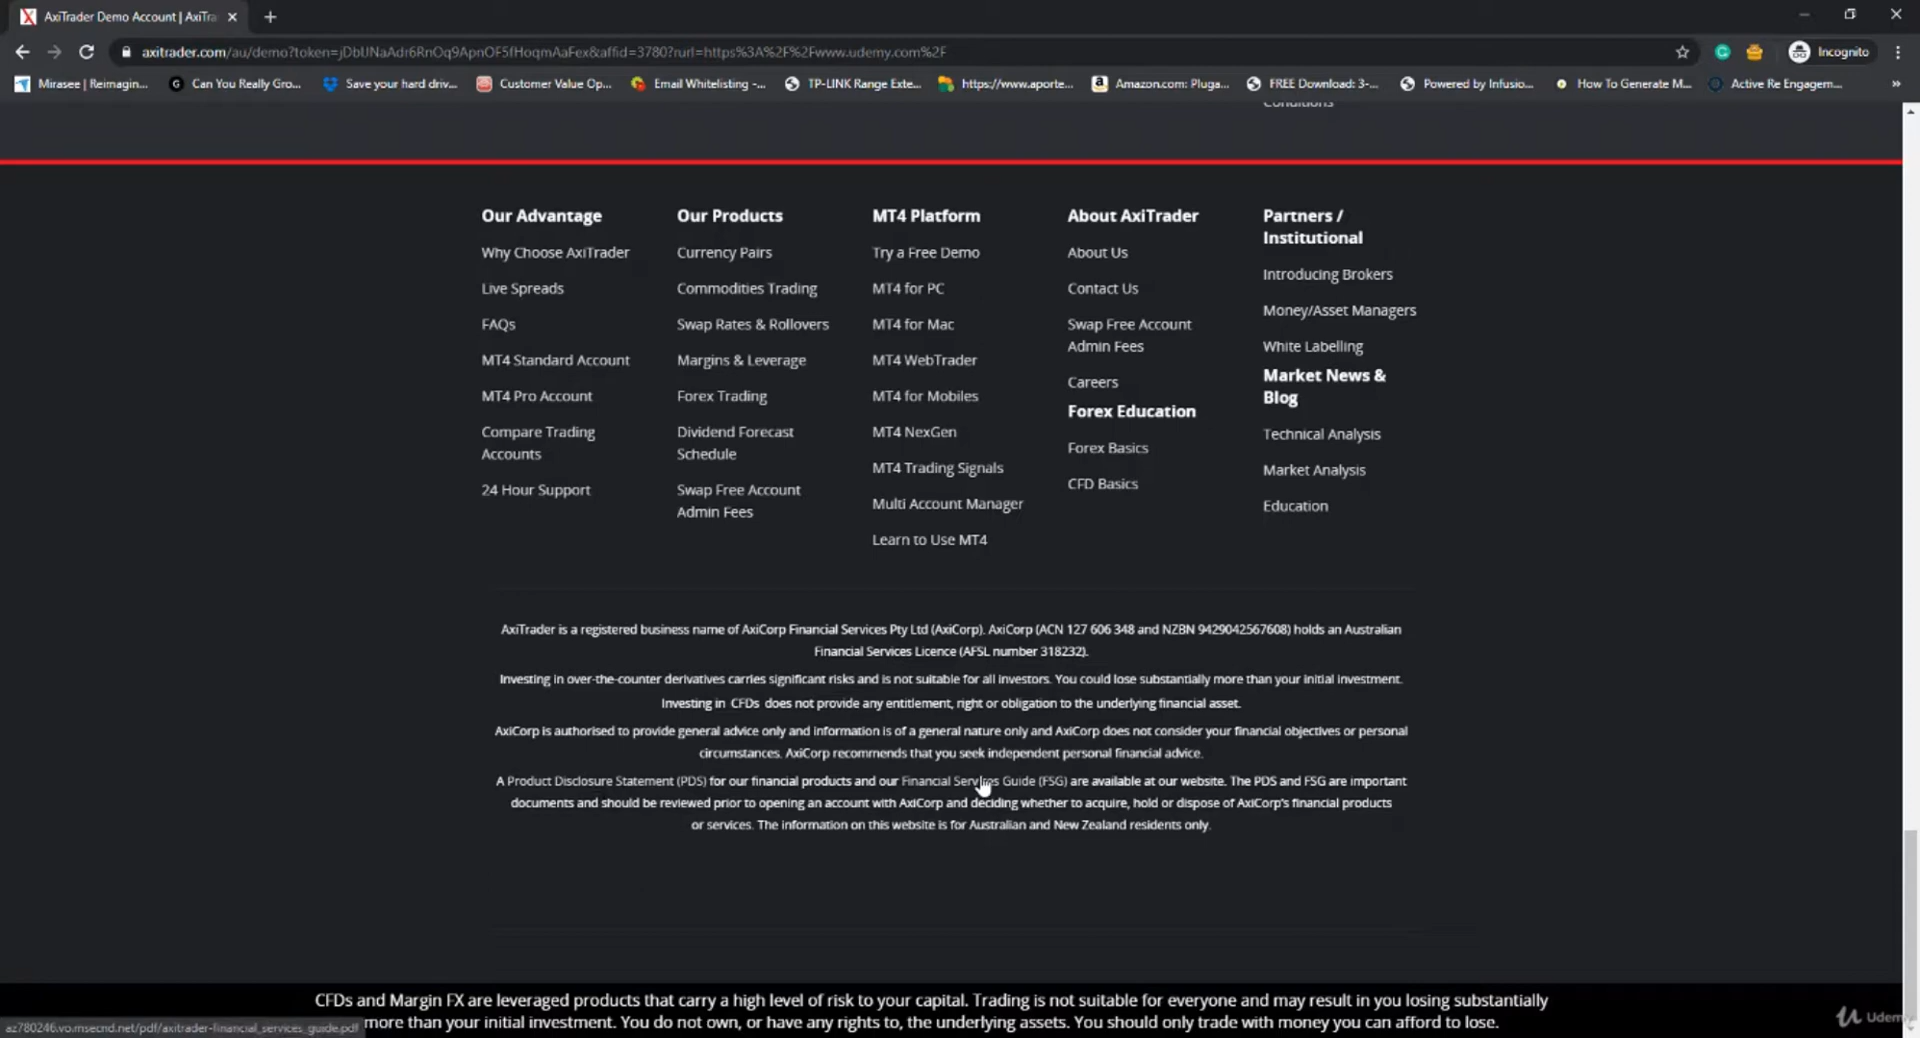 AxiTrader Demo Account | AxiTra
axitrader.com/au/demo?token=jDbUNaAdr6RnOq9ApnOF5fHoqmAaFex&affid=3780?rurl=https%3A%2F%2Fwww.udemy.com%2F
Incognito
Mirasee | Reimagin...
Can You Really Gro...
Save your hard driv...
Customer Value Op...
Email Whitelisting -...
TP-LINK Range Exte...
https://www.aporte...
Amazon.com: Pluga...
FREE Download: 3-...
Powered by Infusio...
How To Generate M...
Active Re Engagem...
»
Conditions
Our Advantage
Why Choose AxiTrader
Live Spreads
FAQs
MT4 Standard Account
MT4 Pro Account
Compare Trading
Accounts
24 Hour Support
Our Products
Currency Pairs
Commodities Trading
Swap Rates & Rollovers
Margins & Leverage
Forex Trading
Dividend Forecast
Schedule
Swap Free Account
Admin Fees
MT4 Platform
Try a Free Demo
MT4 for PC
MT4 for Mac
MT4 WebTrader
MT4 for Mobiles
MT4 NexGen
MT4 Trading Signals
Multi Account Manager
Learn to Use MT4
About AxiTrader
About Us
Contact Us
Swap Free Account
Admin Fees
Careers
Forex Education
Forex Basics
CFD Basics
Partners /
Institutional
Introducing Brokers
Money/Asset Managers
White Labelling
Market News &
Blog
Technical Analysis
Market Analysis
Education
AxiTrader is a registered business name of AxiCorp Financial Services Pty Ltd (AxiCorp). AxiCorp (ACN 127 606 348 and NZBN 9429042567608) holds an Australian
Financial Services Licence (AFSL number 318232).
Investing in over-the-counter derivatives carries significant risks and is not suitable for all investors. You could lose substantially more than your initial investment.
Investing in CFDs does not provide any entitlement, right or obligation to the underlying financial asset.
AxiCorp is authorised to provide general advice only and information is of a general nature only and AxiCorp does not consider your financial objectives or personal
circumstances. AxiCorp recommends that you seek independent personal financial advice.
A Product Disclosure Statement (PDS) for our financial products and our Financial Services Guide (FSG) are available at our website. The PDS and FSG are important
documents and should be reviewed prior to opening an account with AxiCorp and deciding whether to acquire, hold or dispose of AxiCorp's financial products
or services. The information on this website is for Australian and New Zealand residents only.
CFDs and Margin FX are leveraged products that carry a high level of risk to your capital. Trading is not suitable for everyone and may result in you losing substantially
more than your initial investment. You do not own, or have any rights to, the underlying assets. You should only trade with money you can afford to lose.
az780246.vo.msecnd.net/pdf/axitrader-financial_services_guide.pdf
Udemy